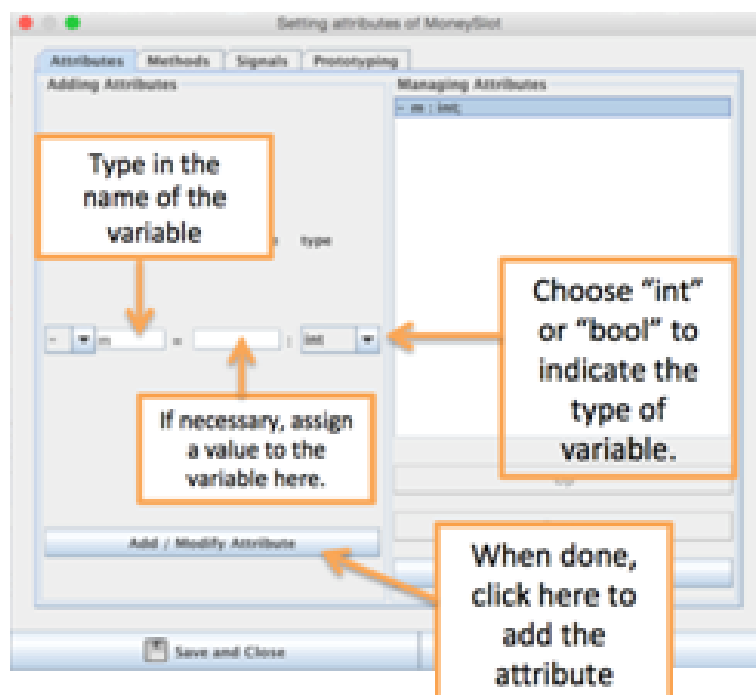 Setting attributes of MoneySlot
Attributes Methods Signals Prototyping
Adding Attributes
Managing Attributes
- m : int;
Type in the
name of the
variable
type
Choose "int"
or "bool" to
indicate the
type of
variable.
- m = : int
If necessary, assign
a value to the
variable here.
Add / Modify Attribute
When done,
click here to
add the
attribute
Save and Close